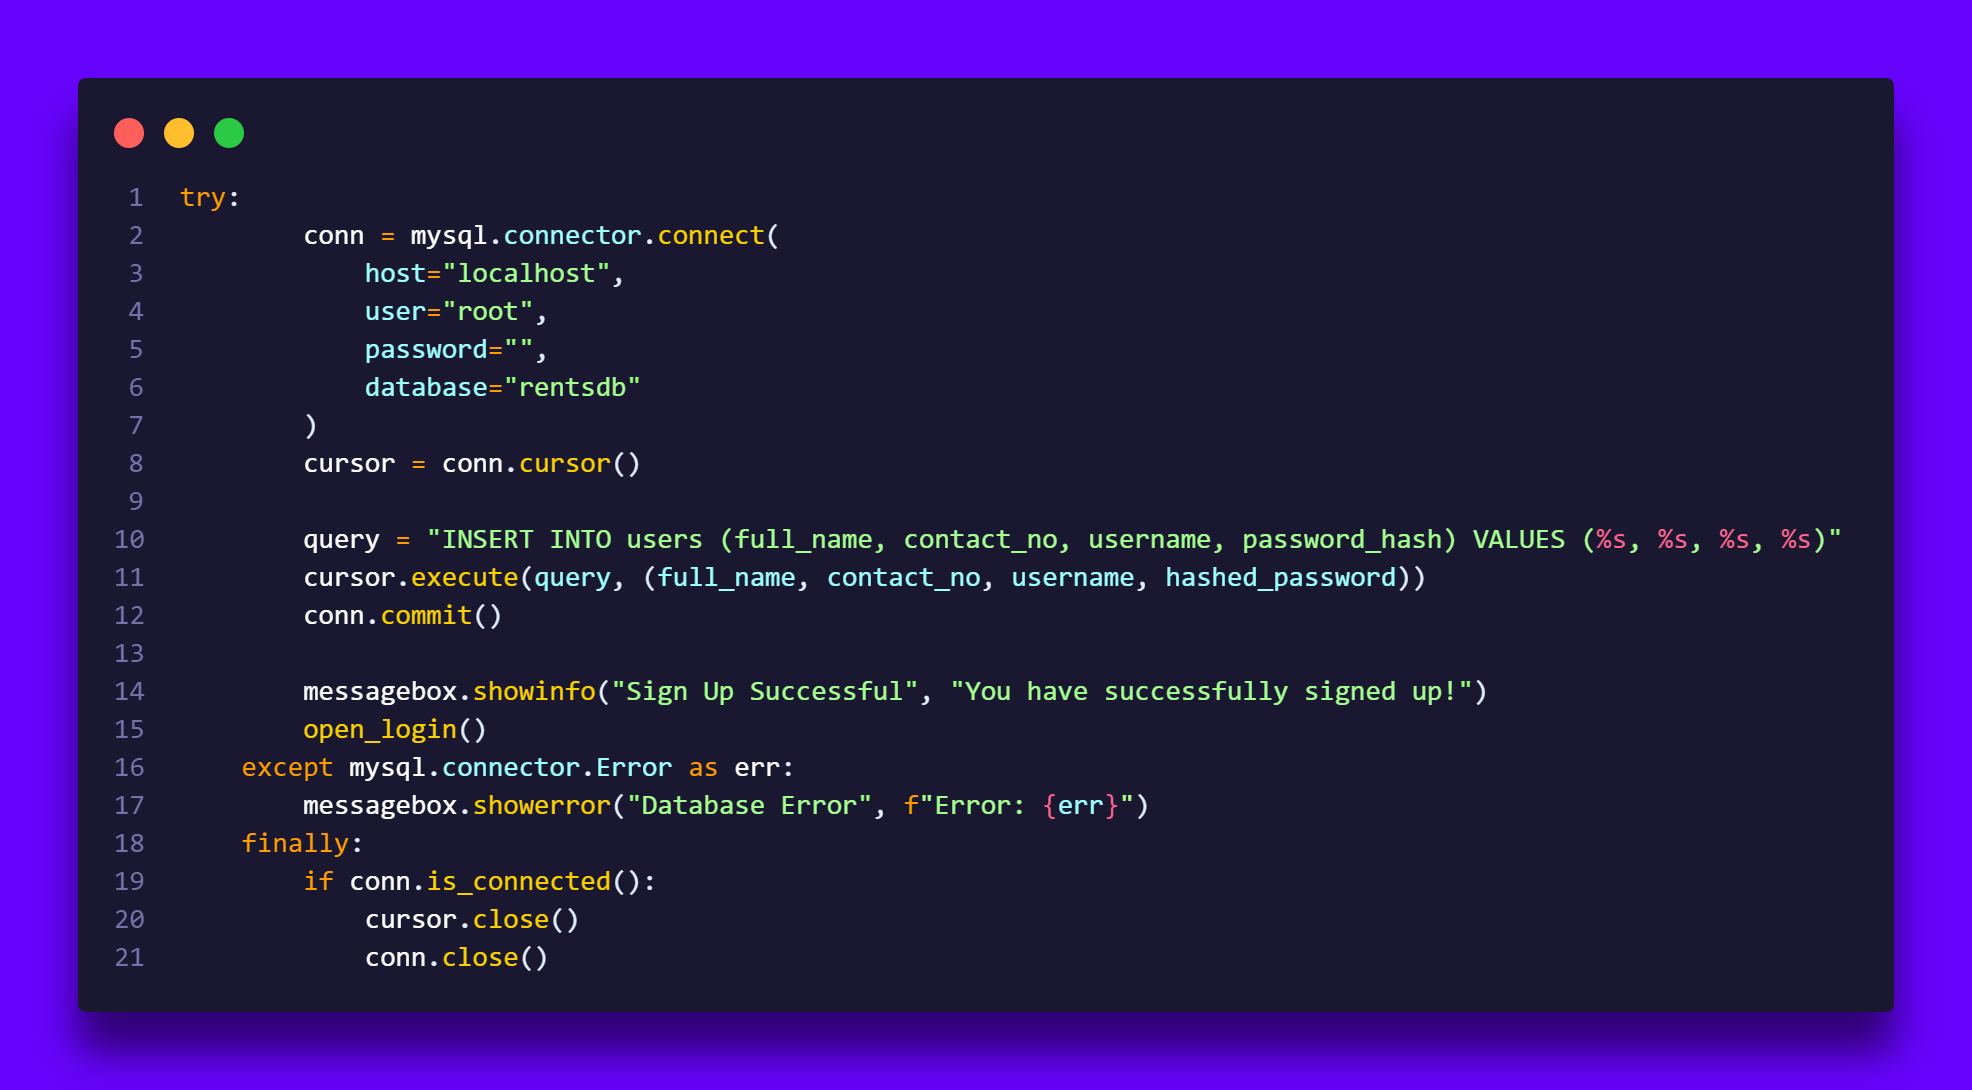 1 try:
2         conn = mysql.connector.connect(
3             host="localhost",
4             user="root",
5             password="",
6             database="rentsdb"
7         )
8         cursor = conn.cursor()
9
10         query = "INSERT INTO users (full_name, contact_no, username, password_hash) VALUES (%s, %s, %s, %s)"
11         cursor.execute(query, (full_name, contact_no, username, hashed_password))
12         conn.commit()
13
14         messagebox.showinfo("Sign Up Successful", "You have successfully signed up!")
15         open_login()
16     except mysql.connector.Error as err:
17         messagebox.showerror("Database Error", f"Error: {err}")
18     finally:
19         if conn.is_connected():
20             cursor.close()
21             conn.close()